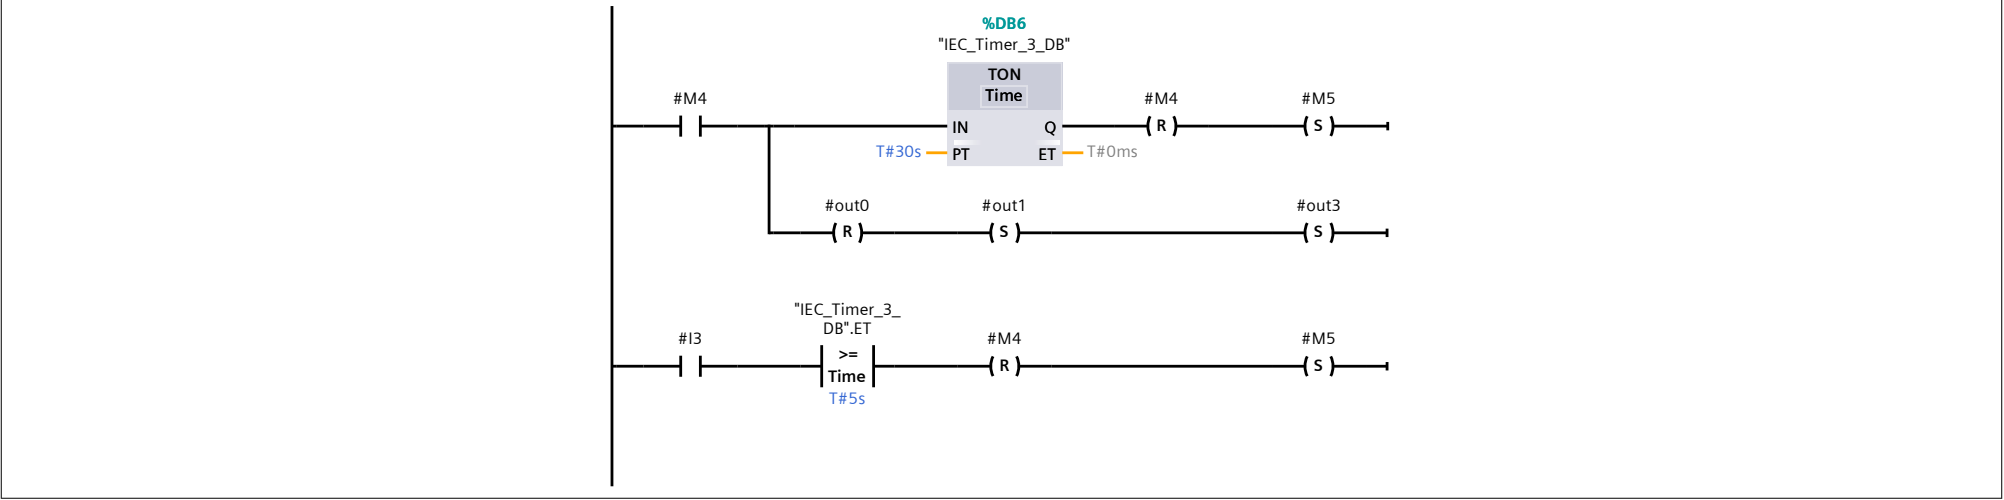 %DB6
"IEC_Timer_3_DB"
TON
Time
#M4
#M4
#M5
IN
Q
( R )
( S )
T#30s
PT
ET
T#0ms
#out0
#out1
#out3
( R )
( S )
( S )
"IEC_Timer_3_
DB".ET
#I3
#M4
#M5
>=
Time
( R )
( S )
T#5s